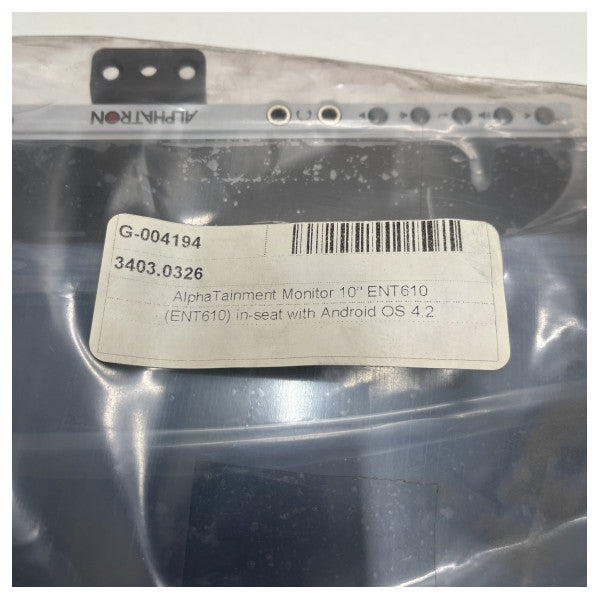 ALPHATRON
G-004194
3403.0326
AlphaTainment Monitor 10" ENT610
(ENT610) in-seat with Android OS 4.2